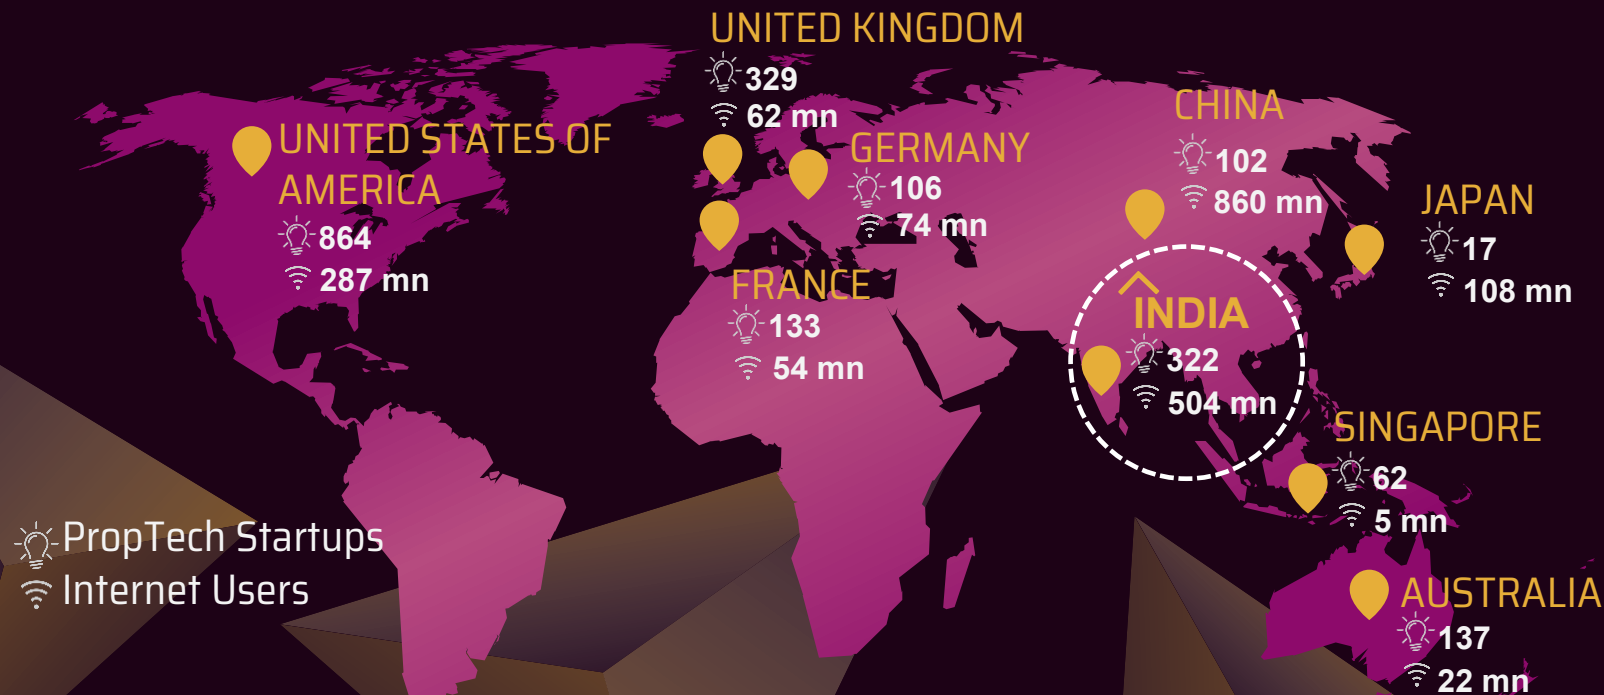 UNITED KINGDOM
329
62 mn
UNITED STATES OF
AMERICA
864
287 mn
GERMANY
106
74 mn
FRANCE
133
54 mn
CHINA
102
860 mn
JAPAN
17
108 mn
INDIA
322
504 mn
SINGAPORE
62
5 mn
AUSTRALIA
137
22 mn
PropTech Startups
Internet Users